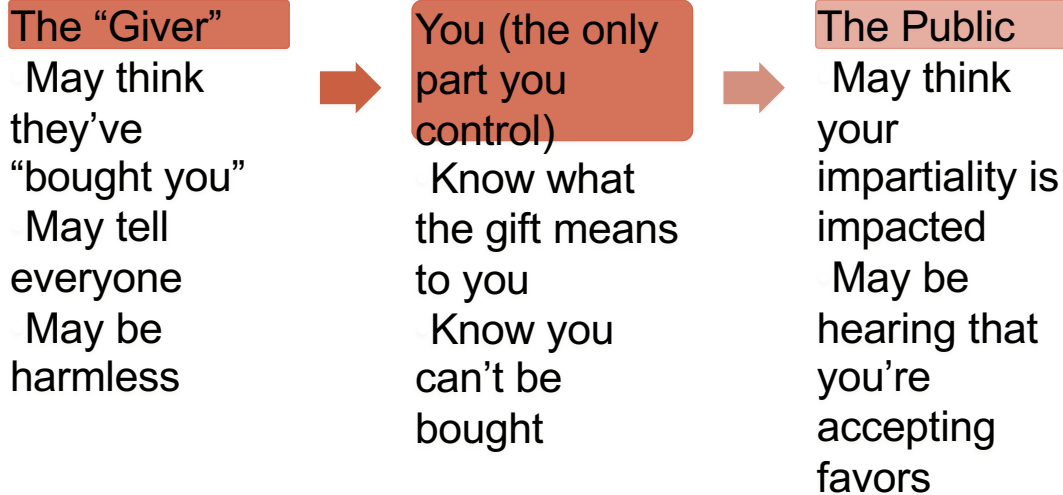 The “Giver”
May think
they’ve
“bought you”
May tell
everyone
May be
harmless
You (the only
part you
control)
Know what
the gift means
to you
Know you
can’t be
bought
The Public
May think
your
impartiality is
impacted
May be
hearing that
you’re
accepting
favors